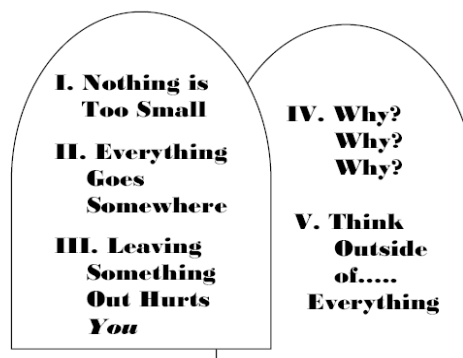 I. Nothing is
Too Small
II. Everything
Goes
Somewhere
III. Leaving
Something
Out Hurts
You
IV. Why?
Why?
Why?
V. Think
Outside
of.....
Everything